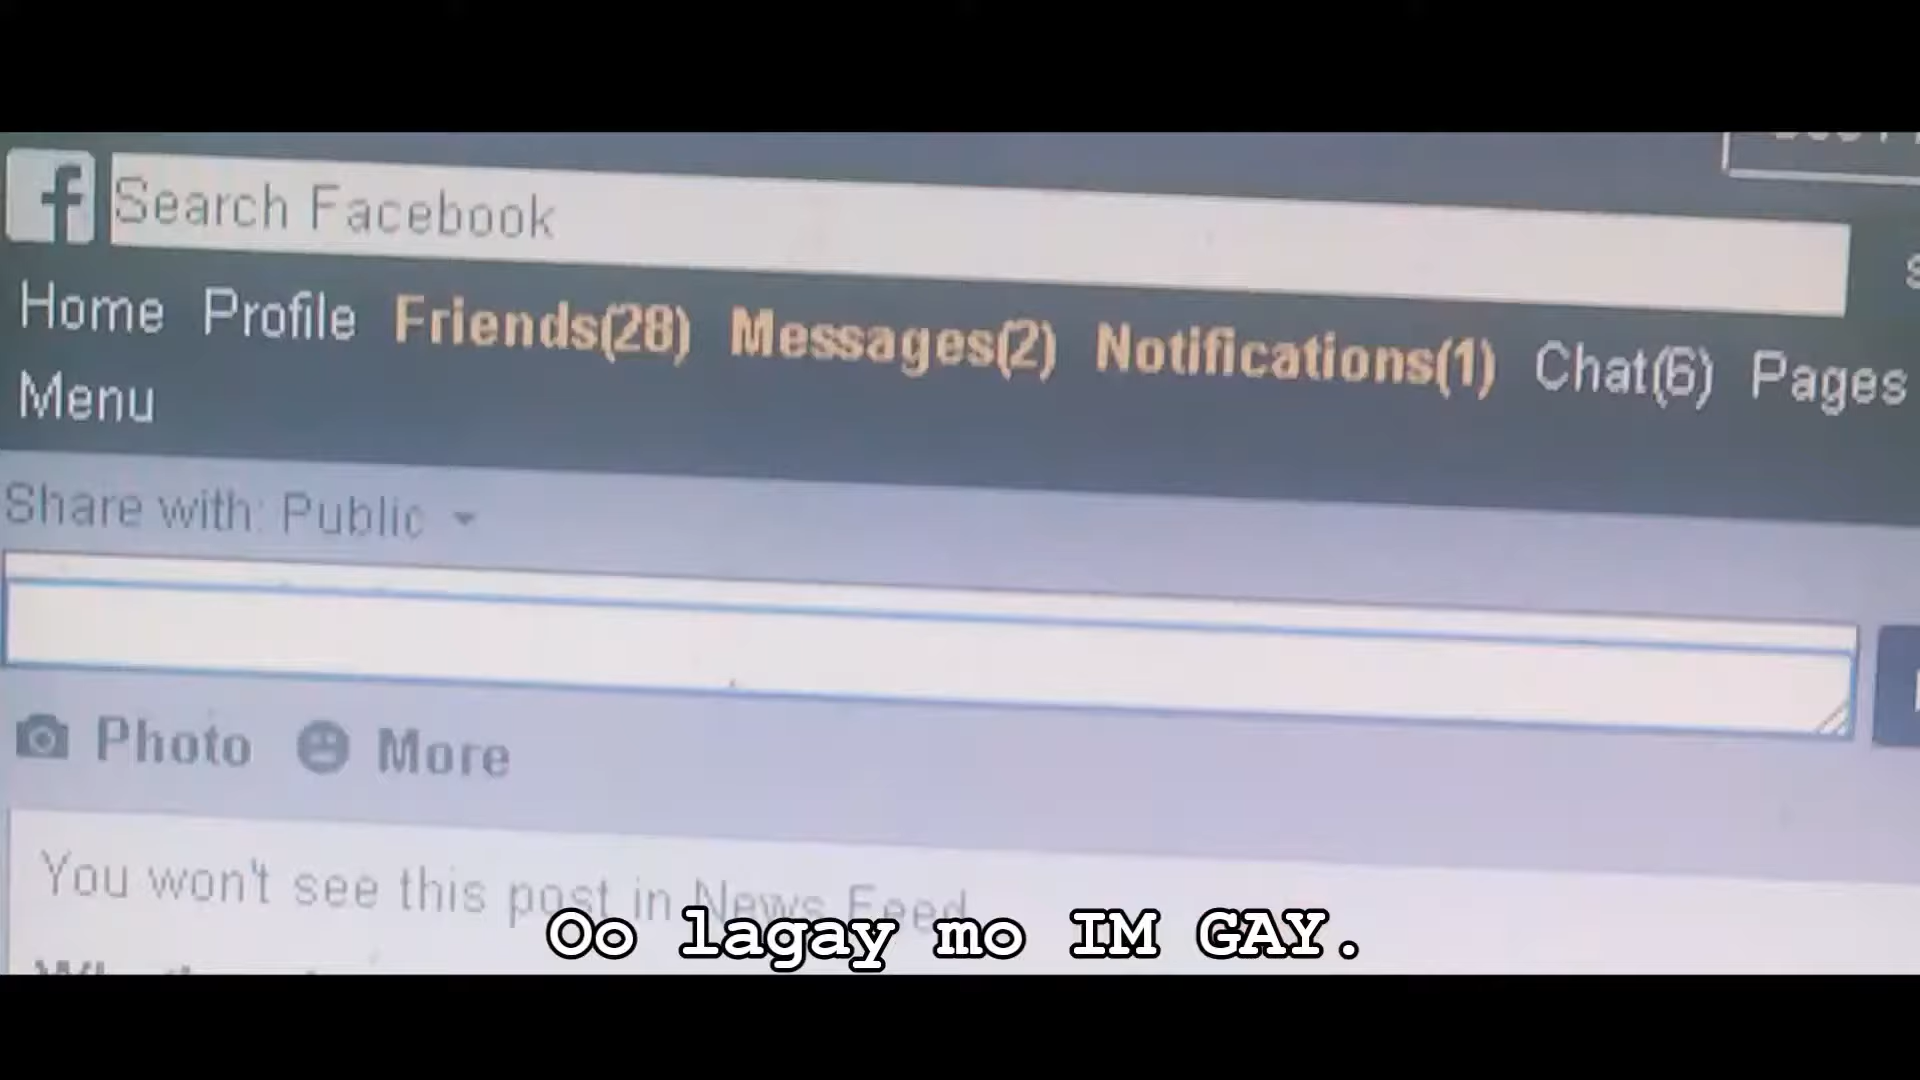 f Search Facebook
Home Profile Friends(28) Messages(2) Notifications(1) Chat(6) Pages
Menu
Share with: Public
Photo More
You won't see this post in News Feed
Oo lagay mo IM GAY.